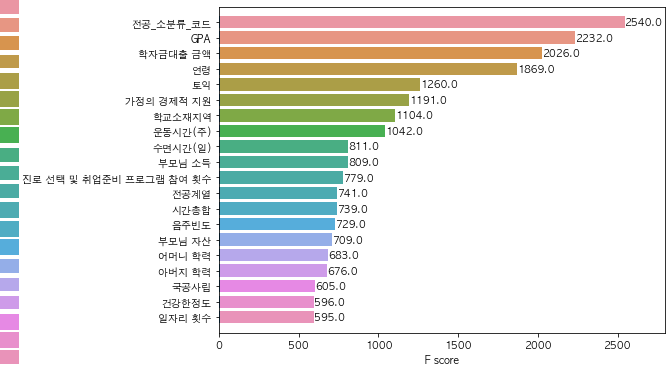 전공_소분류_코드 2540.0
GPA 2232.0
학자금대출 금액 2026.0
연령 1869.0
토익 1260.0
가정의 경제적 지원 1191.0
학교소재지역 1104.0
운동시간(주) 1042.0
수면시간(일) 811.0
부모님 소득 809.0
진로 선택 및 취업준비 프로그램 참여 횟수 779.0
전공계열 741.0
시간총합 739.0
음주빈도 729.0
부모님 자산 709.0
어머니 학력 683.0
아버지 학력 676.0
국공사립 605.0
건강한정도 596.0
일자리 횟수 595.0
0 500 1000 1500 2000 2500
F score